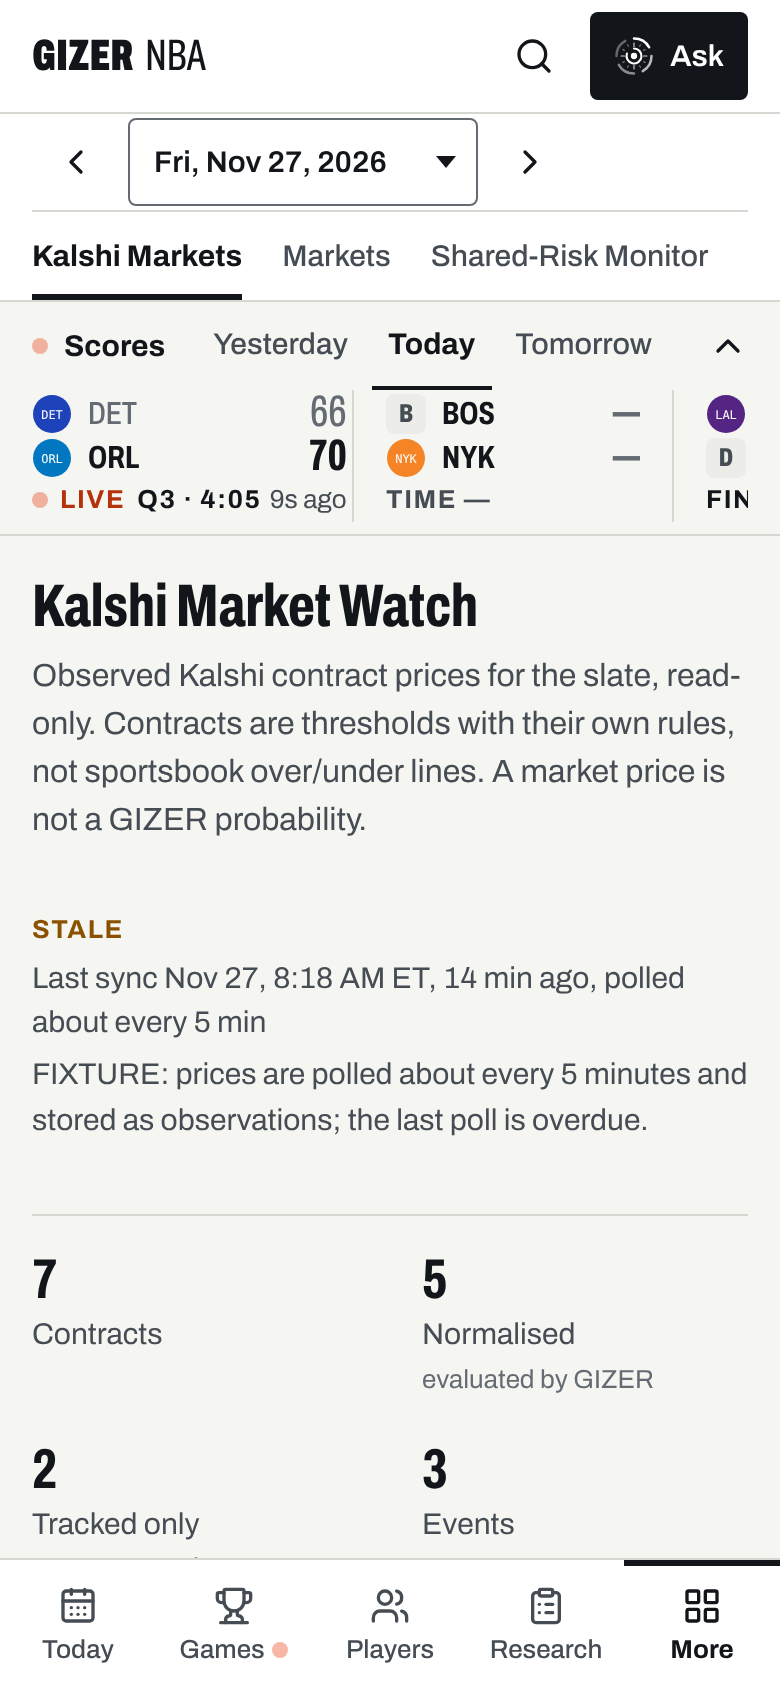 GIZER NBA
Ask
Fri, Nov 27, 2026
Kalshi Markets Markets Shared-Risk Monitor
Scores Yesterday Today Tomorrow
DET DET 66
ORL ORL 70
LIVE Q3 · 4:05 9s ago
B BOS —
NYK NYK —
TIME —
LAL
D
FIN
Kalshi Market Watch
Observed Kalshi contract prices for the slate, read-
only. Contracts are thresholds with their own rules,
not sportsbook over/under lines. A market price is
not a GIZER probability.
STALE
Last sync Nov 27, 8:18 AM ET, 14 min ago, polled
about every 5 min
FIXTURE: prices are polled about every 5 minutes and
stored as observations; the last poll is overdue.
7
Contracts
5
Normalised
evaluated by GIZER
2
Tracked only
3
Events
Today Games Players Research More